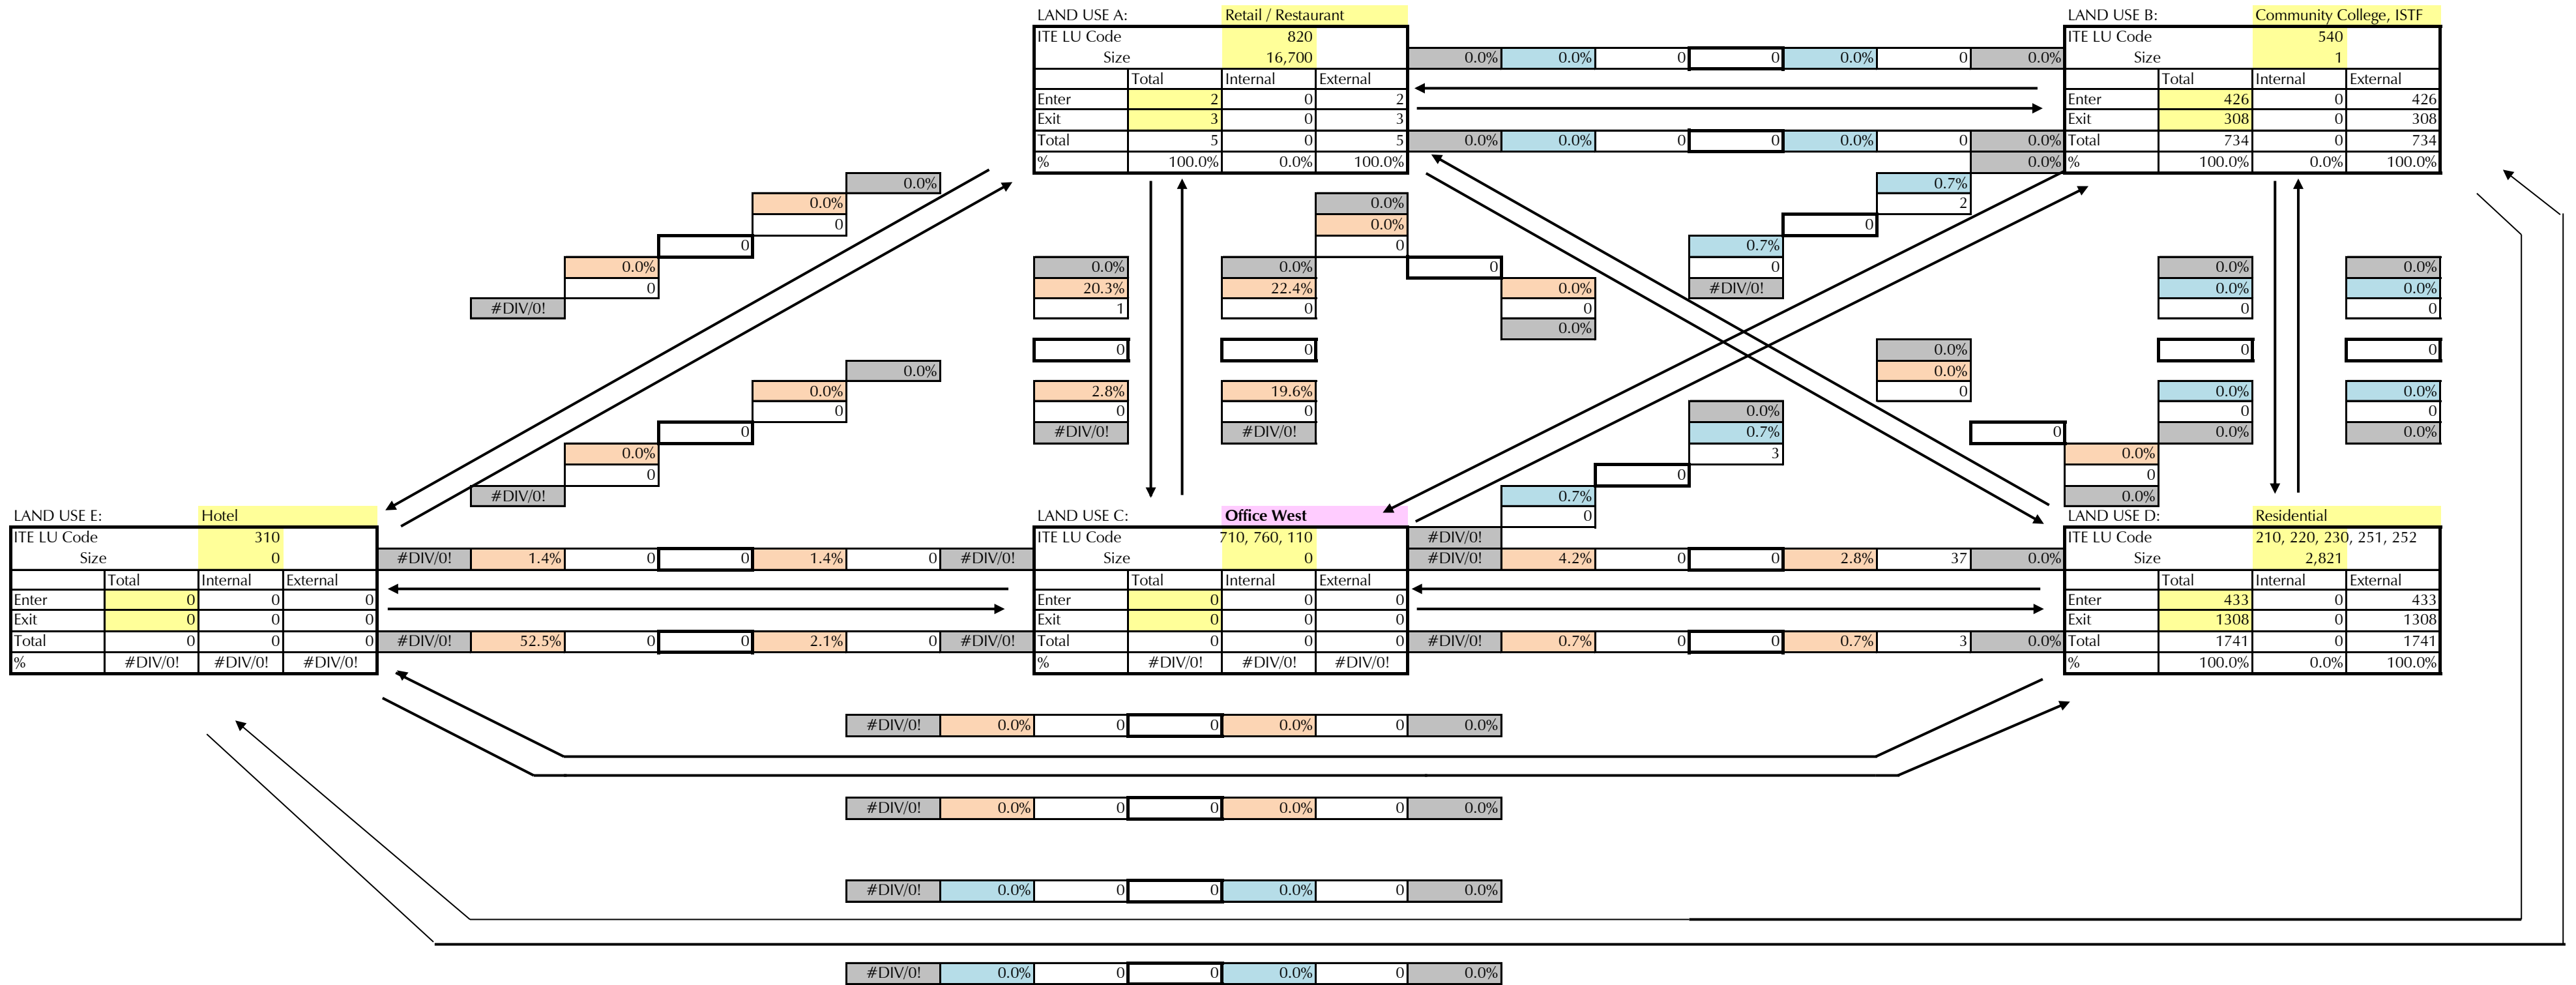 LAND USE A: Retail / Restaurant LAND USE B: Community College, ISTF
ITE LU Code 820 ITE LU Code 540
Size 16,700 0.0% 0.0% 0 0 0.0% 0 0.0% Size 1
Total Internal External Total Internal External
Enter 2 0 2 Enter 426 0 426
Exit 3 0 3 Exit 308 0 308
Total 5 0 5 0.0% 0.0% 0 0 0.0% 0 0.0% Total 734 0 734
% 100.0% 0.0% 100.0% 0.0% % 100.0% 0.0% 100.0%
0.0% 0.7%
0.0% 0.0% 2
0 0.0% 0
0 0 0.7%
0.0% 0.0% 0.0% 0 0 0.0% 0.0%
0 20.3% 22.4% 0.0% #DIV/0! 0.0% 0.0%
#DIV/0! 1 0 0 0 0
0.0%
0 0 0.0% 0 0
0.0% 0.0%
0.0% 2.8% 19.6% 0 0.0% 0.0%
0 0 0 0.0% 0 0
0 #DIV/0! #DIV/0! 0.7% 0 0.0% 0.0%
0.0% 3 0.0%
0 0 0
#DIV/0! 0.7% 0.0%
LAND USE E: Hotel LAND USE C: Office West 0 LAND USE D: Residential
ITE LU Code 310 ITE LU Code 710, 760, 110 #DIV/0! ITE LU Code 210, 220, 230, 251, 252
Size 0 #DIV/0! 1.4% 0 0 1.4% 0 #DIV/0! Size 0 #DIV/0! 4.2% 0 0 2.8% 37 0.0% Size 2,821
Total Internal External Total Internal External Total Internal External
Enter 0 0 0 Enter 0 0 0 Enter 433 0 433
Exit 0 0 0 Exit 0 0 0 Exit 1308 0 1308
Total 0 0 0 #DIV/0! 52.5% 0 0 2.1% 0 #DIV/0! Total 0 0 0 #DIV/0! 0.7% 0 0 0.7% 3 0.0% Total 1741 0 1741
% #DIV/0! #DIV/0! #DIV/0! % #DIV/0! #DIV/0! #DIV/0! % 100.0% 0.0% 100.0%
#DIV/0! 0.0% 0 0 0.0% 0 0.0%
#DIV/0! 0.0% 0 0 0.0% 0 0.0%
#DIV/0! 0.0% 0 0 0.0% 0 0.0%
#DIV/0! 0.0% 0 0 0.0% 0 0.0%